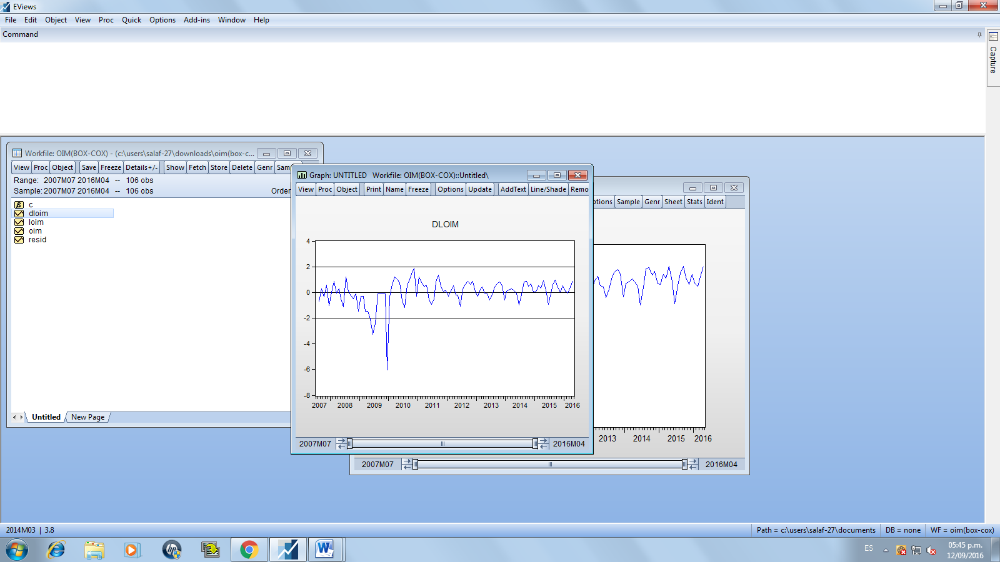 EViews
File Edit Object View Proc Quick Options Add-ins Window Help
Command
Capture
Workfile: OIM(BOX-COX) - (c:\users\salaf-27\downloads\oim(box-c...
View Proc Object Save Freeze Details+/- Show Fetch Store Delete Genr Sam
Range: 2007M07 2016M04 -- 106 obs
Sample: 2007M07 2016M04 -- 106 obs Order
c
dloim
loim
oim
resid
Untitled New Page
Graph: UNTITLED Workfile: OIM(BOX-COX)::Untitled\
View Proc Object Print Name Freeze Options Update AddText Line/Shade Remo
DLOIM
4
2
0
-2
-4
-6
-8
2007 2008 2009 2010 2011 2012 2013 2014 2015 2016
2007M07 2016M04
tions Sample Genr Sheet Stats Ident
2013 2014 2015 2016
2007M07 2016M04
2014M03 | 3.8
Path = c:\users\salaf-27\documents DB = none WF = oim(box-cox)
hp
W
ES
05:45 p.m.
12/09/2016